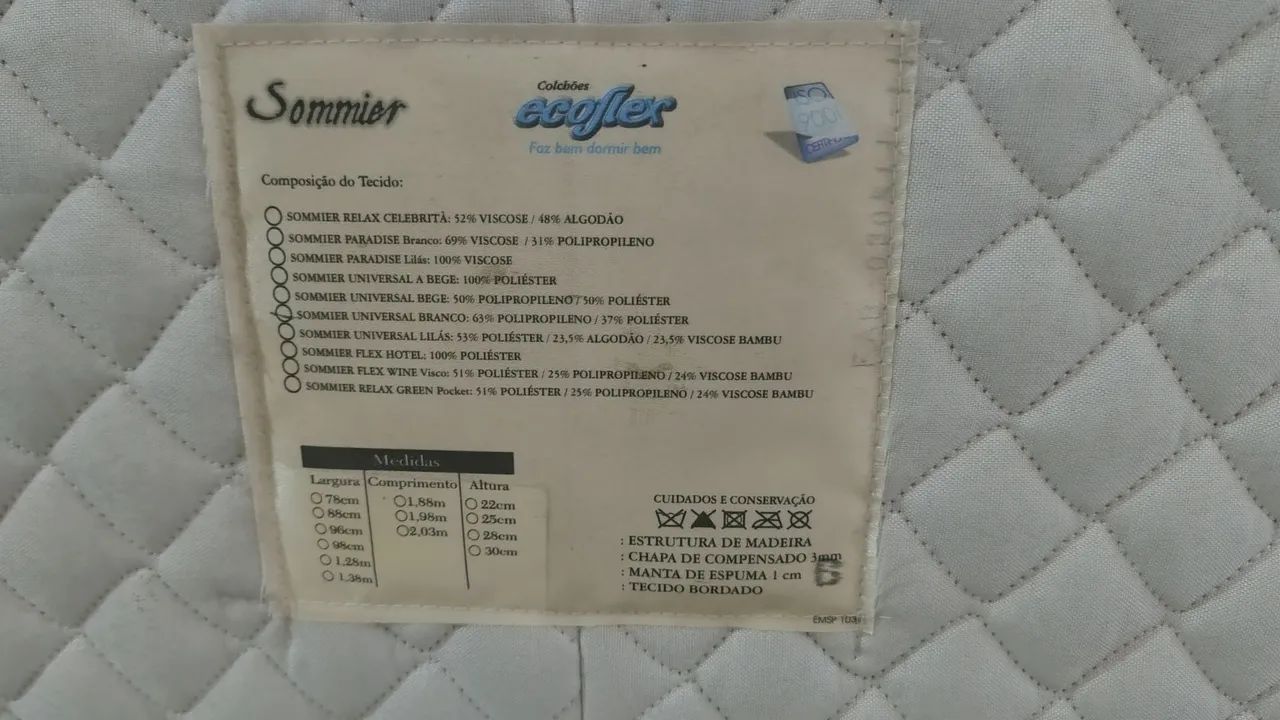 Sommier
Colchões
ecoflex
Faz bem dormir bem
ISO
9001
Composição do Tecido:
SOMMIER RELAX CELEBRITÀ: 52% VISCOSE / 48% ALGODÃO
SOMMIER PARADISE Branco: 69% VISCOSE / 31% POLIPROPILENO
SOMMIER PARADISE Lilás: 100% VISCOSE
SOMMIER UNIVERSAL A BEGE: 100% POLIÉSTER
SOMMIER UNIVERSAL BEGE: 50% POLIPROPILENO / 50% POLIÉSTER
SOMMIER UNIVERSAL BRANCO: 63% POLIPROPILENO / 37% POLIÉSTER
SOMMIER UNIVERSAL LILÁS: 53% POLIÉSTER / 23,5% ALGODÃO / 23,5% VISCOSE BAMBU
SOMMIER FLEX HOTEL: 100% POLIÉSTER
SOMMIER FLEX WINE Visco: 51% POLIÉSTER / 25% POLIPROPILENO / 24% VISCOSE BAMBU
SOMMIER RELAX GREEN Pocket: 51% POLIÉSTER / 25% POLIPROPILENO / 24% VISCOSE BAMBU
Medidas
Largura Comprimento Altura
78cm 1,88m 22cm
88cm 1,98m 25cm
96cm 2,03m 28cm
98cm 30cm
1,28m
1,38m
CUIDADOS E CONSERVAÇÃO
: ESTRUTURA DE MADEIRA
: CHAPA DE COMPENSADO 3mm
: MANTA DE ESPUMA 1 cm
: TECIDO BORDADO